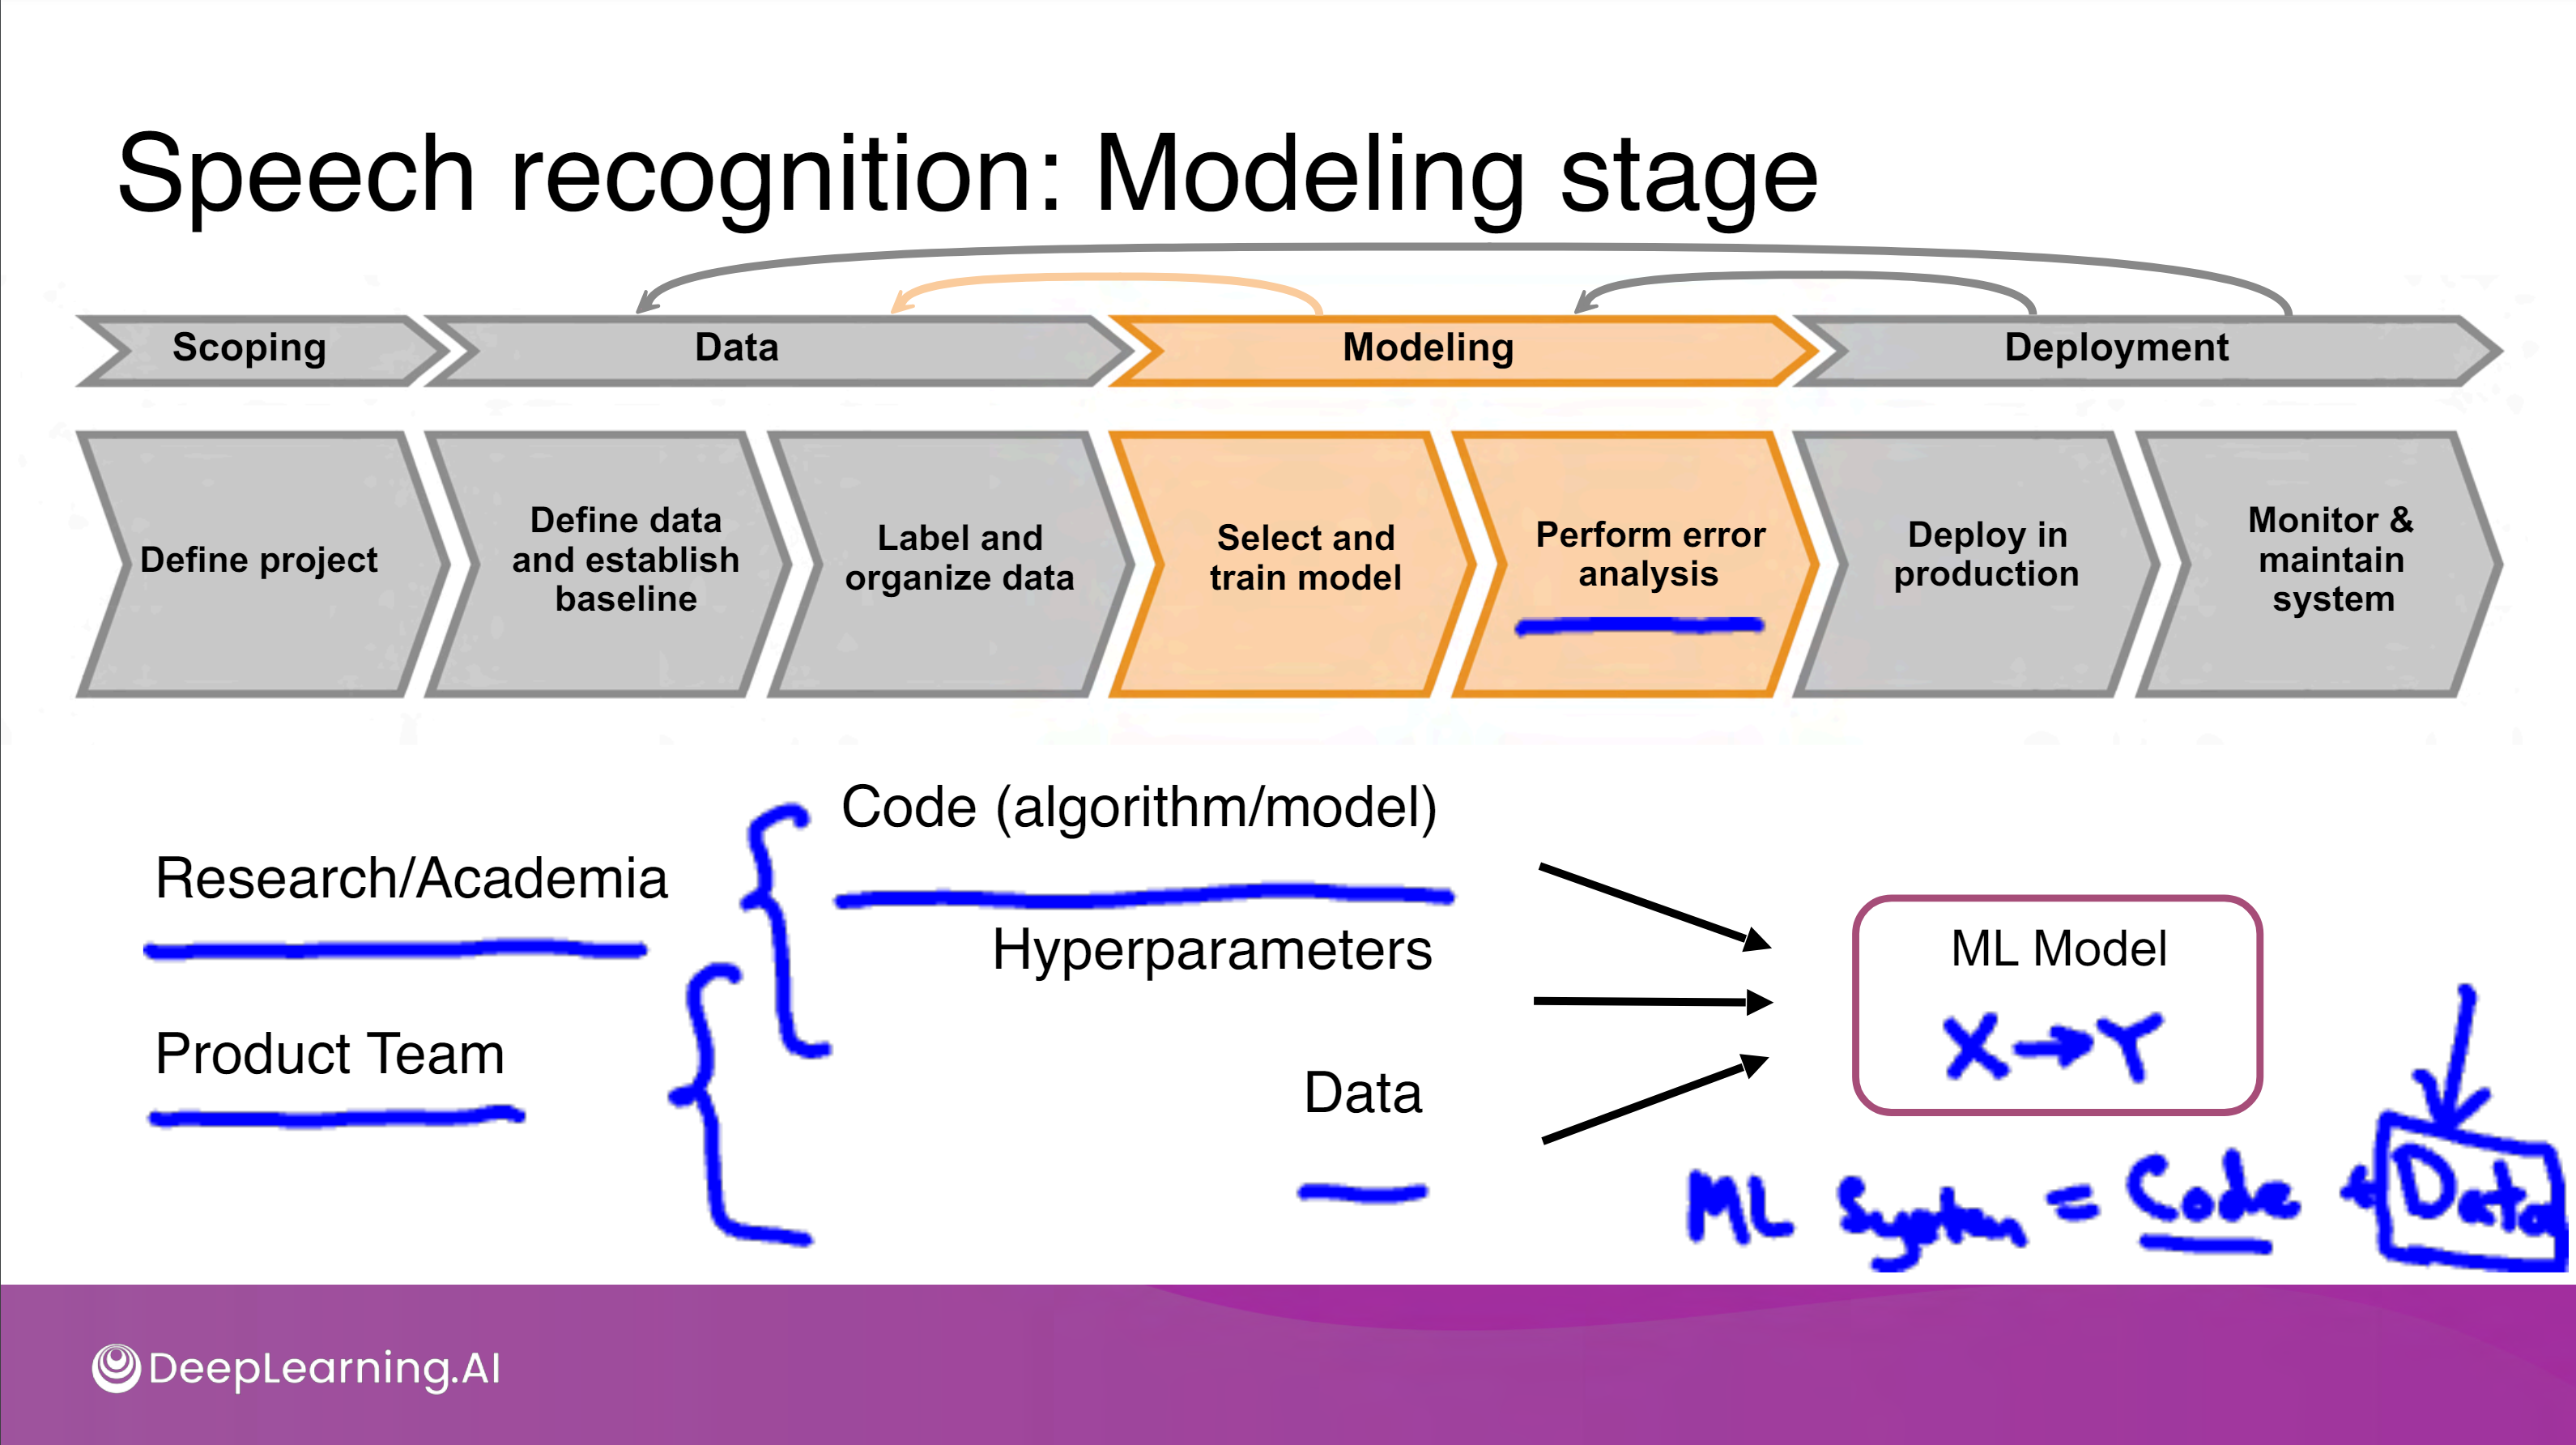 Speech recognition: Modeling stage
Scoping
Data
Modeling
Deployment
Define project
Define data
and establish
baseline
Label and
organize data
Select and
train model
Perform error
analysis
Deploy in
production
Monitor &
maintain
system
Research/Academia
Product Team
Code (algorithm/model)
Hyperparameters
Data
ML Model
X→Y
ML System = Code + Data
DeepLearning.AI